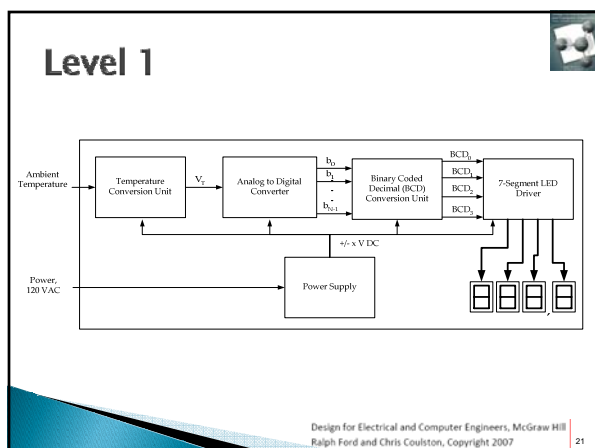 Level 1
Ambient
Temperature
Temperature
Conversion Unit
V_T
Analog to Digital
Converter
b_0
b_1
-
-
b_N-1
Binary Coded
Decimal (BCD)
Conversion Unit
BCD_0
BCD_1
BCD_2
BCD_3
7-Segment LED
Driver
+/- x V DC
Power,
120 VAC
Power Supply
Design for Electrical and Computer Engineers, McGraw Hill
Ralph Ford and Chris Coulston, Copyright 2007
21